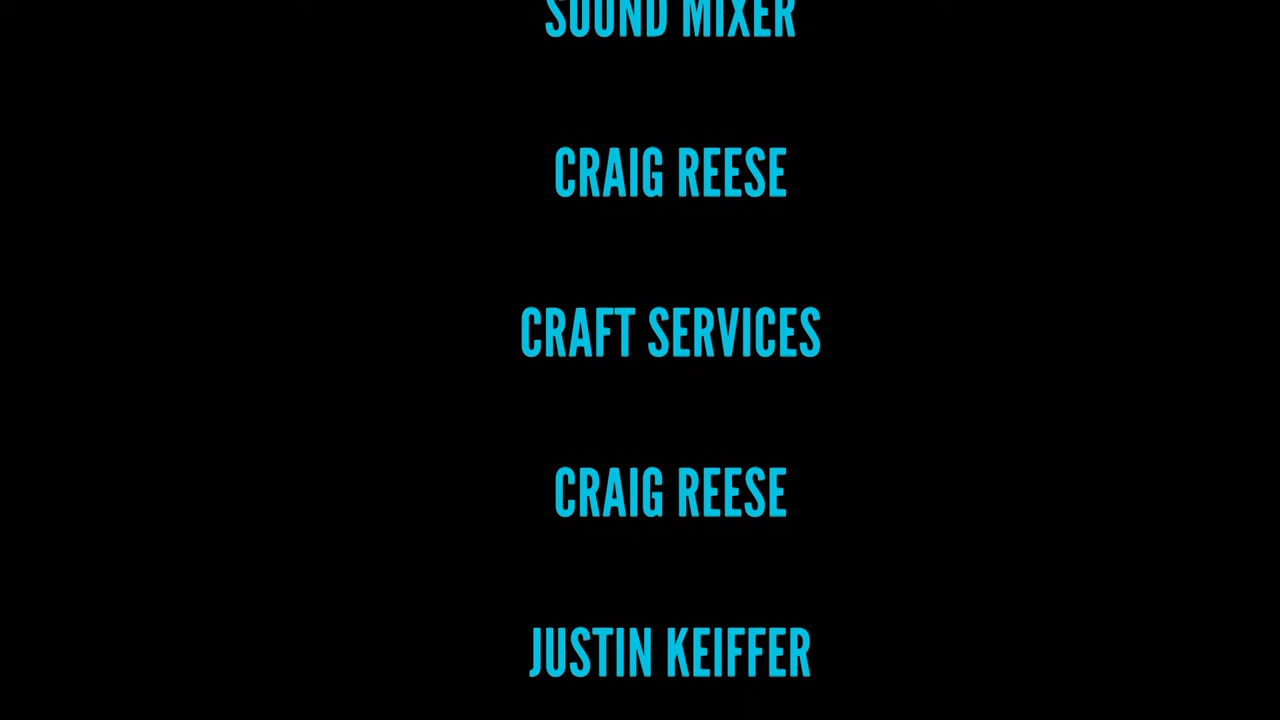 SOUND MIXER
CRAIG REESE
CRAFT SERVICES
CRAIG REESE
JUSTIN KEIFFER